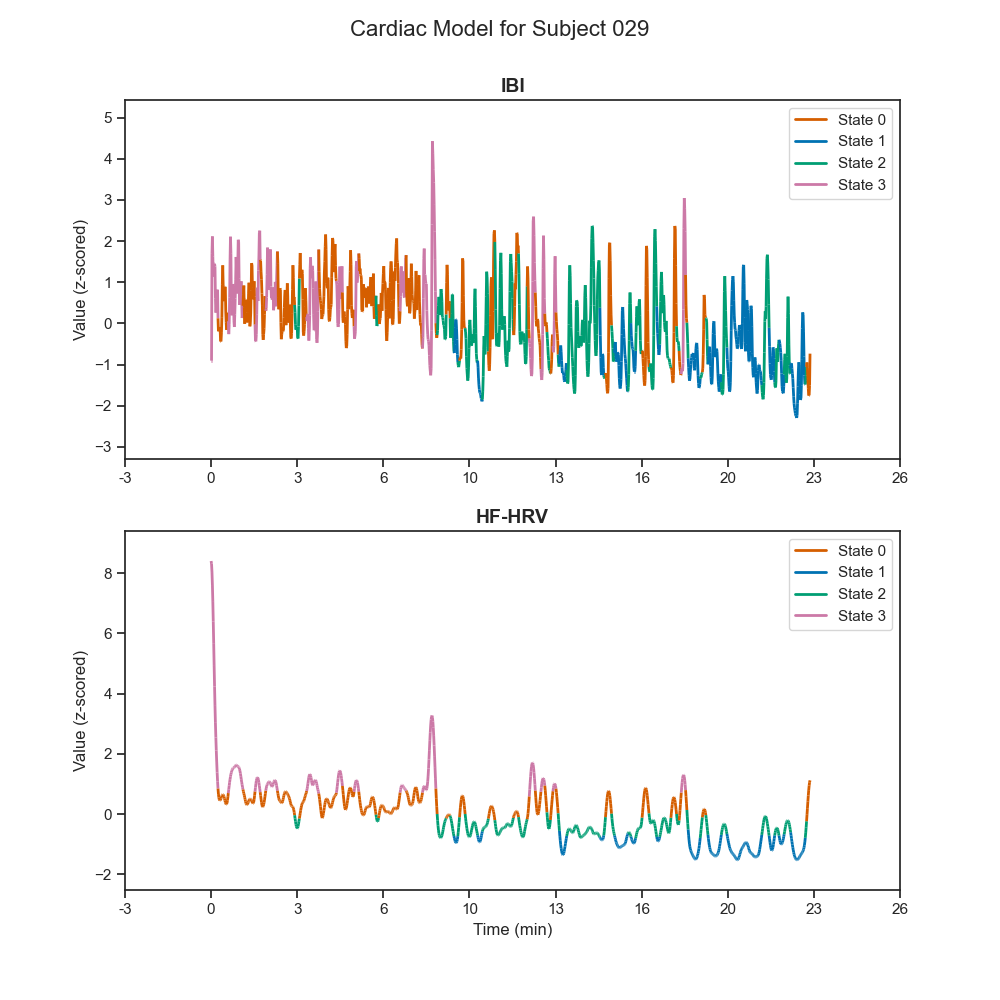 Cardiac Model for Subject 029
IBI
Value (z-scored)
5
4
3
2
1
0
−1
−2
−3
-3 0 3 6 10 13 16 20 23 26
State 0
State 1
State 2
State 3
HF-HRV
Value (z-scored)
8
6
4
2
0
−2
-3 0 3 6 10 13 16 20 23 26
State 0
State 1
State 2
State 3
Time (min)